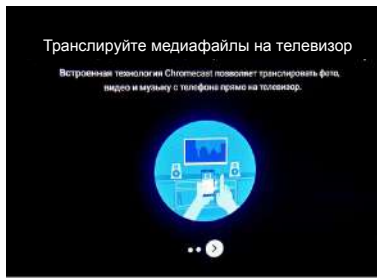 Транслируйте медиафайлы на телевизор
Встроенная технология Chromecast позволяет транслировать фото,
видео и музыку с телефона прямо на телевизор.